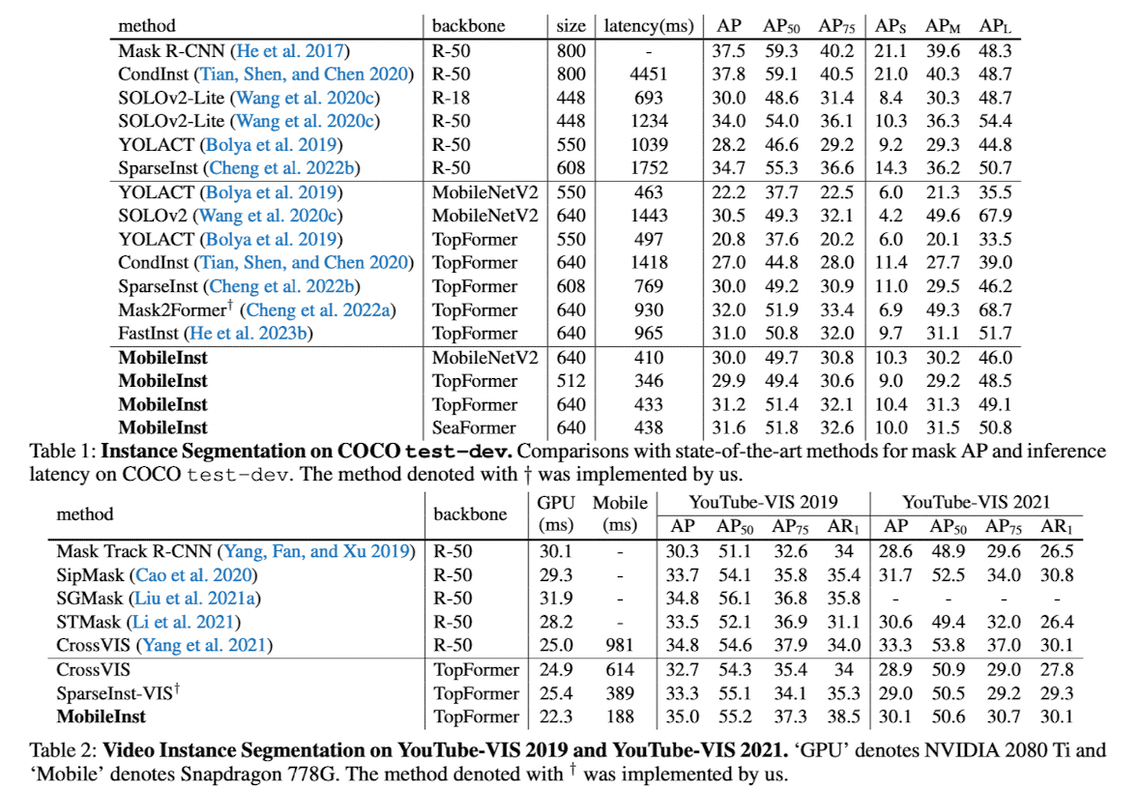 method backbone size latency(ms) AP AP50 AP75 APS APM APL
Mask R-CNN (He et al. 2017) R-50 800 - 37.5 59.3 40.2 21.1 39.6 48.3
CondInst (Tian, Shen, and Chen 2020) R-50 800 4451 37.8 59.1 40.5 21.0 40.3 48.7
SOLOv2-Lite (Wang et al. 2020c) R-18 448 693 30.0 48.6 31.4 8.4 30.3 48.7
SOLOv2-Lite (Wang et al. 2020c) R-50 448 1234 34.0 54.0 36.1 10.3 36.3 54.4
YOLACT (Bolya et al. 2019) R-50 550 1039 28.2 46.6 29.2 9.2 29.3 44.8
SparseInst (Cheng et al. 2022b) R-50 608 1752 34.7 55.3 36.6 14.3 36.2 50.7
YOLACT (Bolya et al. 2019) MobileNetV2 550 463 22.2 37.7 22.5 6.0 21.3 35.5
SOLOv2 (Wang et al. 2020c) MobileNetV2 640 1443 30.5 49.3 32.1 4.2 49.6 67.9
YOLACT (Bolya et al. 2019) TopFormer 550 497 20.8 37.6 20.2 6.0 20.1 33.5
CondInst (Tian, Shen, and Chen 2020) TopFormer 640 1418 27.0 44.8 28.0 11.4 27.7 39.0
SparseInst (Cheng et al. 2022b) TopFormer 608 769 30.0 49.2 30.9 11.0 29.5 46.2
Mask2Former† (Cheng et al. 2022a) TopFormer 640 930 32.0 51.9 33.4 6.9 49.3 68.7
FastInst (He et al. 2023b) TopFormer 640 965 31.0 50.8 32.0 9.7 31.1 51.7
MobileInst MobileNetV2 640 410 30.0 49.7 30.8 10.3 30.2 46.0
MobileInst TopFormer 512 346 29.9 49.4 30.6 9.0 29.2 48.5
MobileInst TopFormer 640 433 31.2 51.4 32.1 10.4 31.3 49.1
MobileInst SeaFormer 640 438 31.6 51.8 32.6 10.0 31.5 50.8
Table 1: Instance Segmentation on COCO test-dev. Comparisons with state-of-the-art methods for mask AP and inference
latency on COCO test-dev. The method denoted with † was implemented by us.
method backbone GPU Mobile YouTube-VIS 2019 YouTube-VIS 2021
(ms) (ms) AP AP50 AP75 AR1 AP AP50 AP75 AR1
Mask Track R-CNN (Yang, Fan, and Xu 2019) R-50 30.1 - 30.3 51.1 32.6 34 28.6 48.9 29.6 26.5
SipMask (Cao et al. 2020) R-50 29.3 - 33.7 54.1 35.8 35.4 31.7 52.5 34.0 30.8
SGMask (Liu et al. 2021a) R-50 31.9 - 34.8 56.1 36.8 35.8 - - - -
STMask (Li et al. 2021) R-50 28.2 - 33.5 52.1 36.9 31.1 30.6 49.4 32.0 26.4
CrossVIS (Yang et al. 2021) R-50 25.0 981 34.8 54.6 37.9 34.0 33.3 53.8 37.0 30.1
CrossVIS TopFormer 24.9 614 32.7 54.3 35.4 34 28.9 50.9 29.0 27.8
SparseInst-VIS† TopFormer 25.4 389 33.3 55.1 34.1 35.3 29.0 50.5 29.2 29.3
MobileInst TopFormer 22.3 188 35.0 55.2 37.3 38.5 30.1 50.6 30.7 30.1
Table 2: Video Instance Segmentation on YouTube-VIS 2019 and YouTube-VIS 2021. ‘GPU’ denotes NVIDIA 2080 Ti and
‘Mobile’ denotes Snapdragon 778G. The method denoted with † was implemented by us.